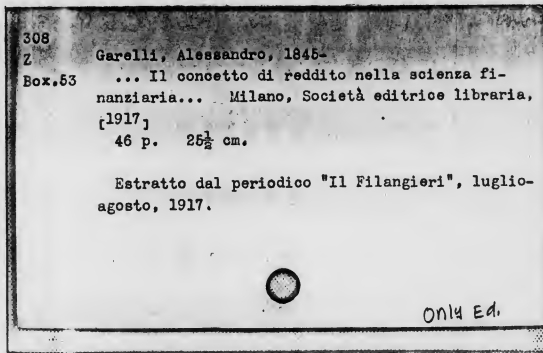 308
Z Garelli, Alessandro, 1845-
Box.53 ... Il concetto di reddito nella scienza fi-
nanziaria... Milano, Società editrice libraria,
[1917]
46 p. 25½ cm.
Estratto dal periodico "Il Filangieri", luglio-
agosto, 1917.
Only Ed.